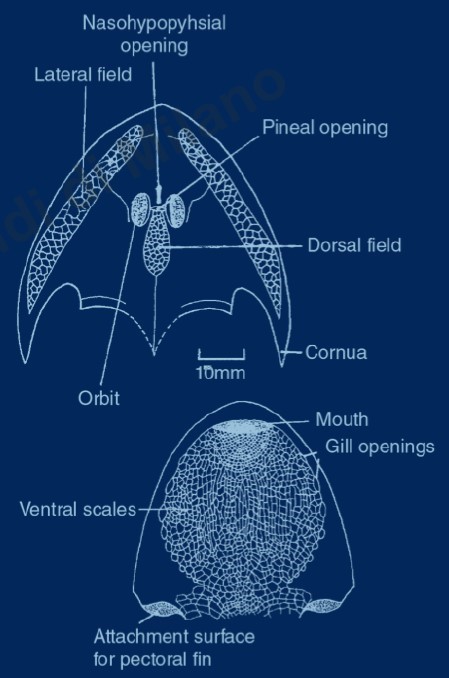 Nasohypopyhsial
opening
Lateral field
Pineal opening
Dorsal field
Cornua
10mm
Orbit
Mouth
Gill openings
Ventral scales
Attachment surface
for pectoral fin